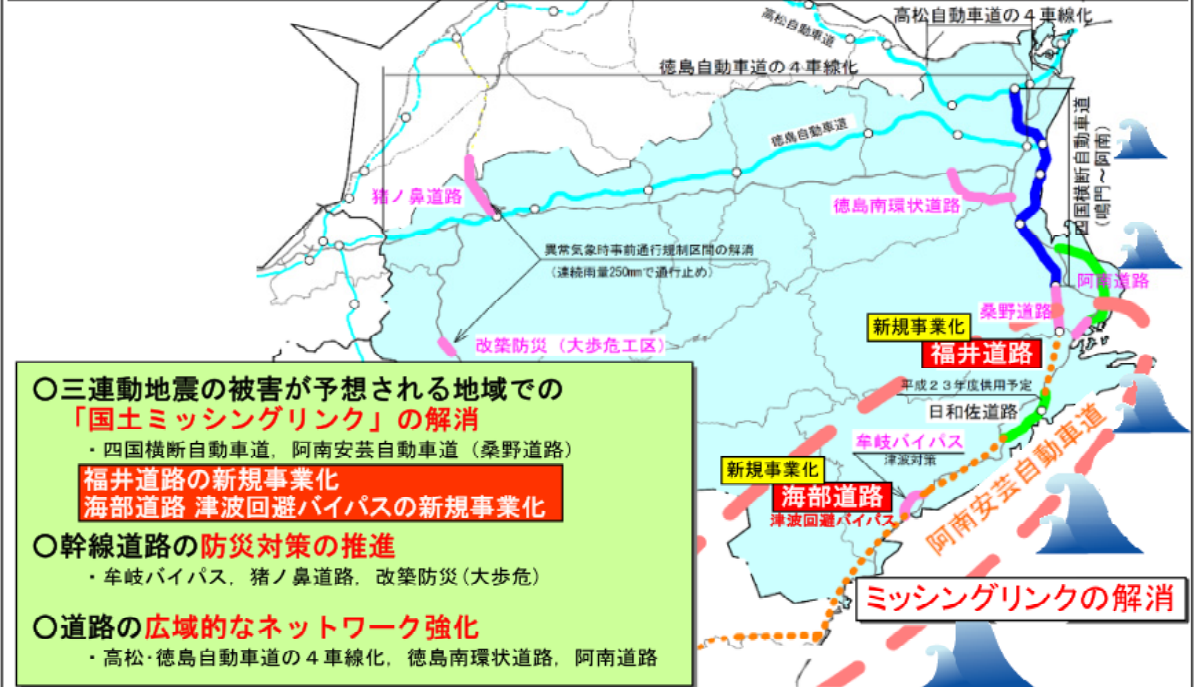 高松自動車道の４車線化
高松自動車道
徳島自動車道の４車線化
徳島自動車道
四国横断自動車道
(鳴門～阿南)
猪ノ鼻道路
徳島南環状道路
異常気象時事前通行規制区間の解消
(連続雨量250mmで通行止め)
阿南道路
桑野道路
新規事業化
福井道路
改築防災（大歩危工区）
平成２３年度供用予定
日和佐道路
牟岐バイパス
津波対策
新規事業化
海部道路
津波回避バイパス
阿南安芸自動車道
ミッシングリンクの解消
〇三連動地震の被害が予想される地域での
「国土ミッシングリンク」の解消
・四国横断自動車道，阿南安芸自動車道（桑野道路）
福井道路の新規事業化
海部道路 津波回避バイパスの新規事業化
〇幹線道路の防災対策の推進
・牟岐バイパス，猪ノ鼻道路，改築防災(大歩危)
〇道路の広域的なネットワーク強化
・高松･徳島自動車道の４車線化，徳島南環状道路，阿南道路